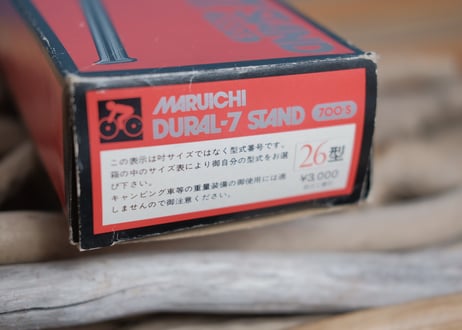 MARUICHI
DURAL-7 STAND 700-S
この表示は吋サイズではなく型式番号です。
箱の中のサイズ表により御自分の型式をお選
び下さい。
キャンピング車等の重量装備の御使用には適
しませんので御注意ください。
26型
¥3,000